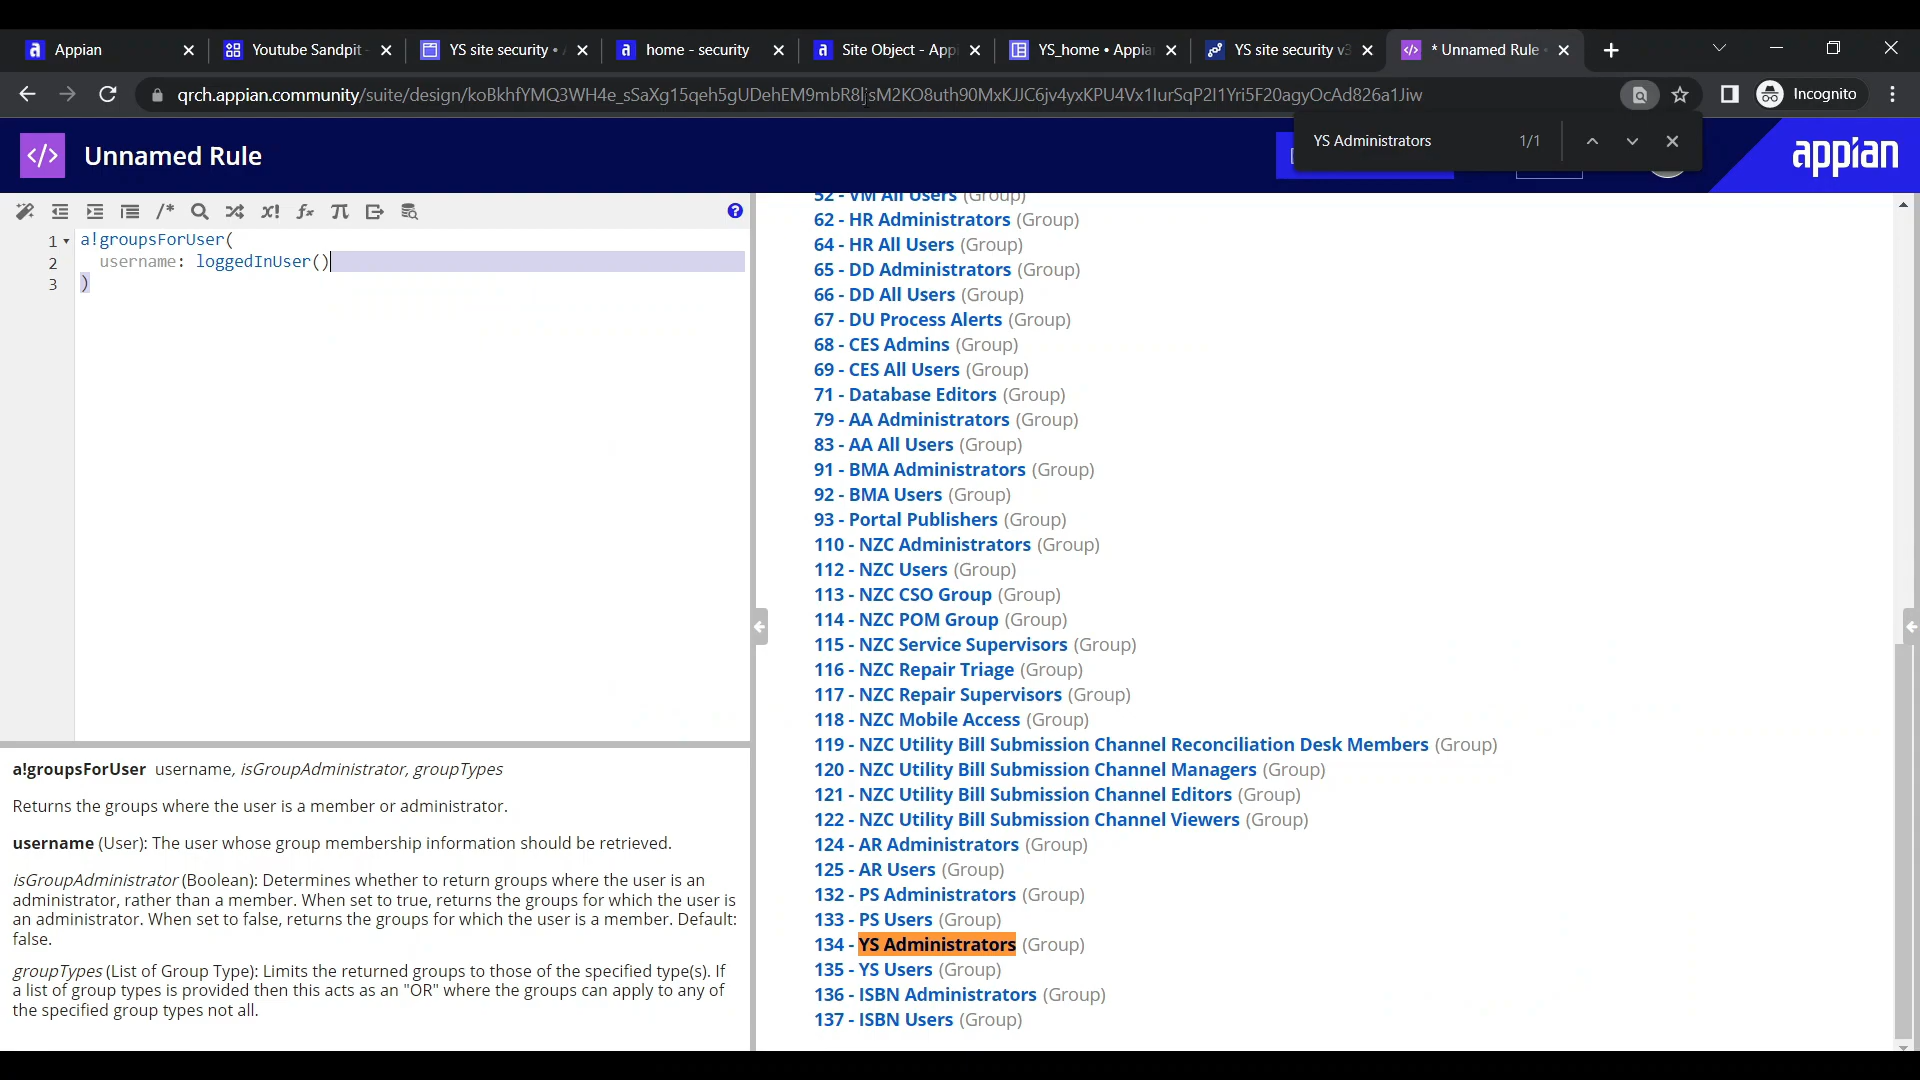 Appian
Youtube Sandpit
YS site security •
home - security
Site Object - Appi
YS_home • Appia
YS site security v3
* Unnamed Rule
Incognito
YS Administrators 1/1
Unnamed Rule
appian
1 a!groupsForUser(
2 username: loggedInUser()
3 )
52 - VM All Users (Group)
62 - HR Administrators (Group)
64 - HR All Users (Group)
65 - DD Administrators (Group)
66 - DD All Users (Group)
67 - DU Process Alerts (Group)
68 - CES Admins (Group)
69 - CES All Users (Group)
71 - Database Editors (Group)
79 - AA Administrators (Group)
83 - AA All Users (Group)
91 - BMA Administrators (Group)
92 - BMA Users (Group)
93 - Portal Publishers (Group)
110 - NZC Administrators (Group)
112 - NZC Users (Group)
113 - NZC CSO Group (Group)
114 - NZC POM Group (Group)
115 - NZC Service Supervisors (Group)
116 - NZC Repair Triage (Group)
117 - NZC Repair Supervisors (Group)
118 - NZC Mobile Access (Group)
119 - NZC Utility Bill Submission Channel Reconciliation Desk Members (Group)
120 - NZC Utility Bill Submission Channel Managers (Group)
121 - NZC Utility Bill Submission Channel Editors (Group)
122 - NZC Utility Bill Submission Channel Viewers (Group)
124 - AR Administrators (Group)
125 - AR Users (Group)
132 - PS Administrators (Group)
133 - PS Users (Group)
134 - YS Administrators (Group)
135 - YS Users (Group)
136 - ISBN Administrators (Group)
137 - ISBN Users (Group)
a!groupsForUser username, isGroupAdministrator, groupTypes
Returns the groups where the user is a member or administrator.
username (User): The user whose group membership information should be retrieved.
isGroupAdministrator (Boolean): Determines whether to return groups where the user is an
administrator, rather than a member. When set to true, returns the groups for which the user is
an administrator. When set to false, returns the groups for which the user is a member. Default:
false.
groupTypes (List of Group Type): Limits the returned groups to those of the specified type(s). If
a list of group types is provided then this acts as an "OR" where the groups can apply to any of
the specified group types not all.